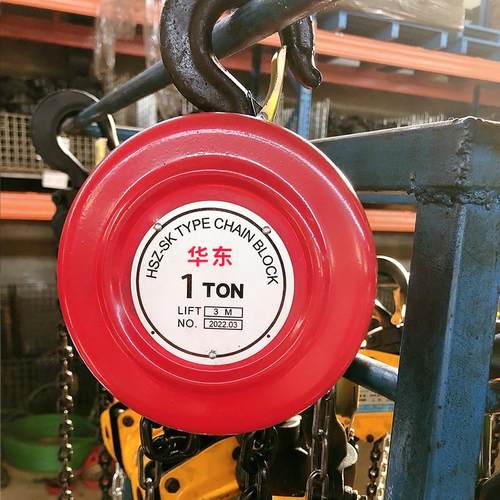 HSZ-SK TYPE CHAIN BLOCK
华东
1 TON
LIFT 3 M
NO. 2022.03